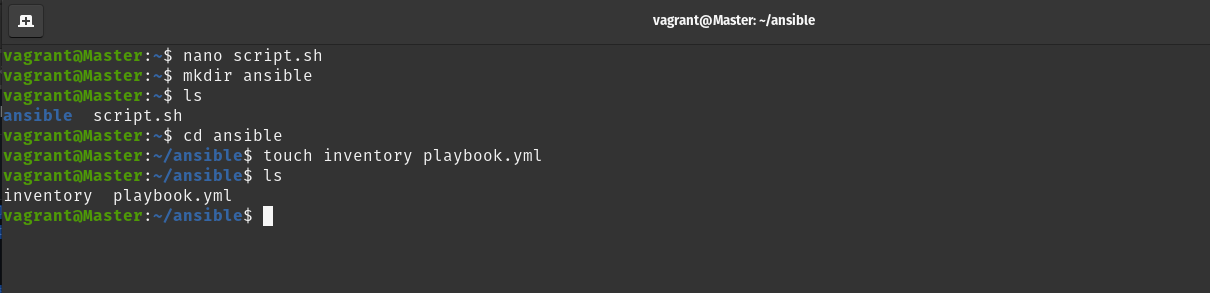 vagrant@Master: ~/ansible
vagrant@Master:~$ nano script.sh
vagrant@Master:~$ mkdir ansible
vagrant@Master:~$ ls
ansible  script.sh
vagrant@Master:~$ cd ansible
vagrant@Master:~/ansible$ touch inventory playbook.yml
vagrant@Master:~/ansible$ ls
inventory  playbook.yml
vagrant@Master:~/ansible$